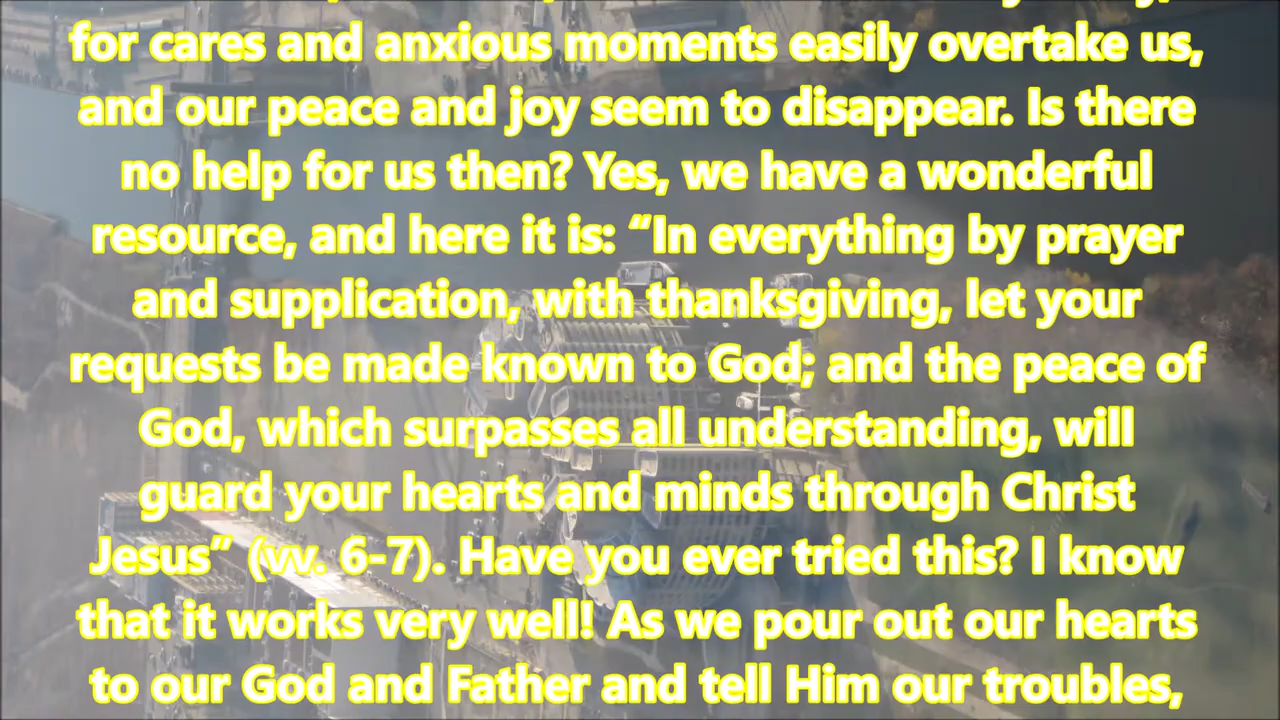 for cares and anxious moments easily overtake us,
and our peace and joy seem to disappear. Is there
no help for us then? Yes, we have a wonderful
resource, and here it is: “In everything by prayer
and supplication, with thanksgiving, let your
requests be made known to God; and the peace of
God, which surpasses all understanding, will
guard your hearts and minds through Christ
Jesus” (vv. 6-7). Have you ever tried this? I know
that it works very well! As we pour out our hearts
to our God and Father and tell Him our troubles,